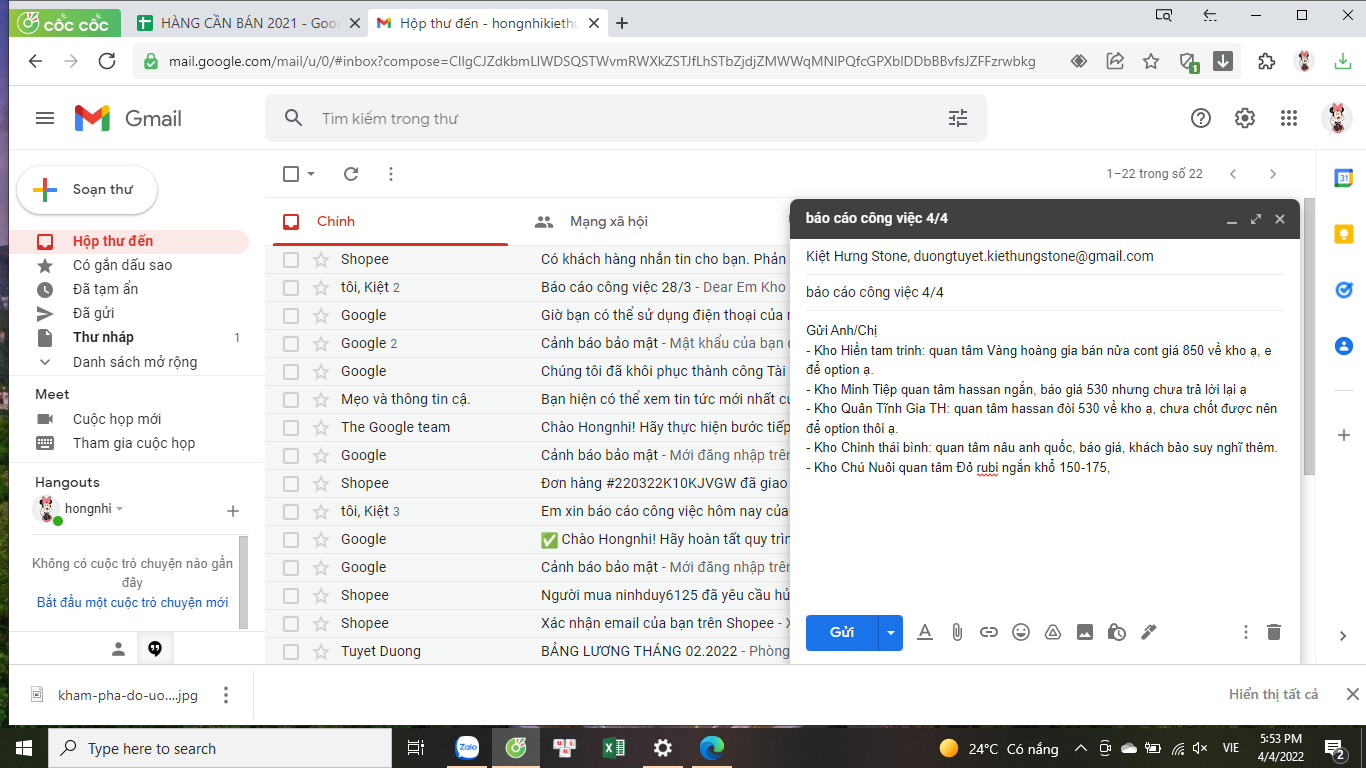 cốc cốc
HÀNG CẦN BÁN 2021 - Goo
Hộp thư đến - hongnhikiethu
mail.google.com/mail/u/0/#inbox?compose=
Gmail
Tìm kiếm trong thư
Soạn thư
1–22 trong số 22
Hộp thư đến
Có gắn dấu sao
Đã tạm ẩn
Đã gửi
Thư nháp 1
Danh sách mở rộng
Meet
Cuộc họp mới
Tham gia cuộc họp
Hangouts
hongnhi
Không có cuộc trò chuyện nào gần
đây
Bắt đầu một cuộc trò chuyện mới
Chính
Mạng xã hội
Shopee Có khách hàng nhắn tin cho bạn. Phản
tôi, Kiệt 2 Báo cáo công việc 28/3 - Dear Em Kho
Google Giờ bạn có thể sử dụng điện thoại của
Google 2 Cảnh báo bảo mật - Mật khẩu của bạn
Google Chúng tôi đã khôi phục thành công Tài
Mẹo và thông tin cậ. Bạn hiện có thể xem tin tức mới nhất
The Google team Chào Hongnhi! Hãy thực hiện bước tiếp
Google Cảnh báo bảo mật - Mới đăng nhập trên
Shopee Đơn hàng #220322K10KJVGW đã giao
tôi, Kiệt 3 Em xin báo cáo công việc hôm nay của
Google ✅ Chào Hongnhi! Hãy hoàn tất quy trìn
Google Cảnh báo bảo mật - Mới đăng nhập trên
Shopee Người mua ninhduy6125 đã yêu cầu hủ
Shopee Xác nhận email của bạn trên Shopee -
Tuyet Duong BẢNG LƯƠNG THÁNG 02.2022 - Phòng
báo cáo công việc 4/4
Kiệt Hưng Stone, duongtuyet.kiethungstone@gmail.com
báo cáo công việc 4/4
Gửi Anh/Chị
- Kho Hiền tam trinh: quan tâm Vàng hoàng gia bán nửa cont giá 850 về kho ạ, e
để option ạ.
- Kho Minh Tiệp quan tâm hassan ngắn, báo giá 530 nhưng chưa trả lời lại ạ
- Kho Quân Tĩnh Gia TH: quan tâm hassan đòi 530 về kho ạ, chưa chốt được nên
để option thôi ạ.
- Kho Chinh thái bình: quan tâm nâu anh quốc, báo giá, khách bảo suy nghĩ thêm.
- Kho Chú Nuôi quan tâm Đỏ rubị ngắn khổ 150-175,
Gửi
31
1
kham-pha-do-uo....jpg
Hiển thị tất cả
Type here to search
Zalo
24°C Có nắng
VIE
5:53 PM
4/4/2022
2